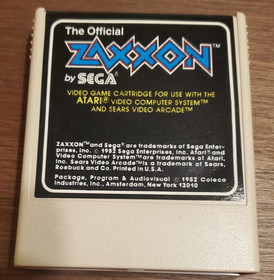 The Official
ZAXXON™
by SEGA®
VIDEO GAME CARTRIDGE FOR USE WITH THE
ATARI® VIDEO COMPUTER SYSTEM™
AND SEARS VIDEO ARCADE™
ZAXXON™ and Sega® are trademarks of Sega Enter-
prises, Inc. © 1982 Sega Enterprises, Inc. Atari® and
Video Computer System™ are trademarks of Atari,
Inc. Sears Video Arcade™ is a trademark of Sears,
Roebuck and Co. Printed in U.S.A.
Package, Program & Audiovisual © 1982 Coleco
Industries, Inc., Amsterdam, New York 12010